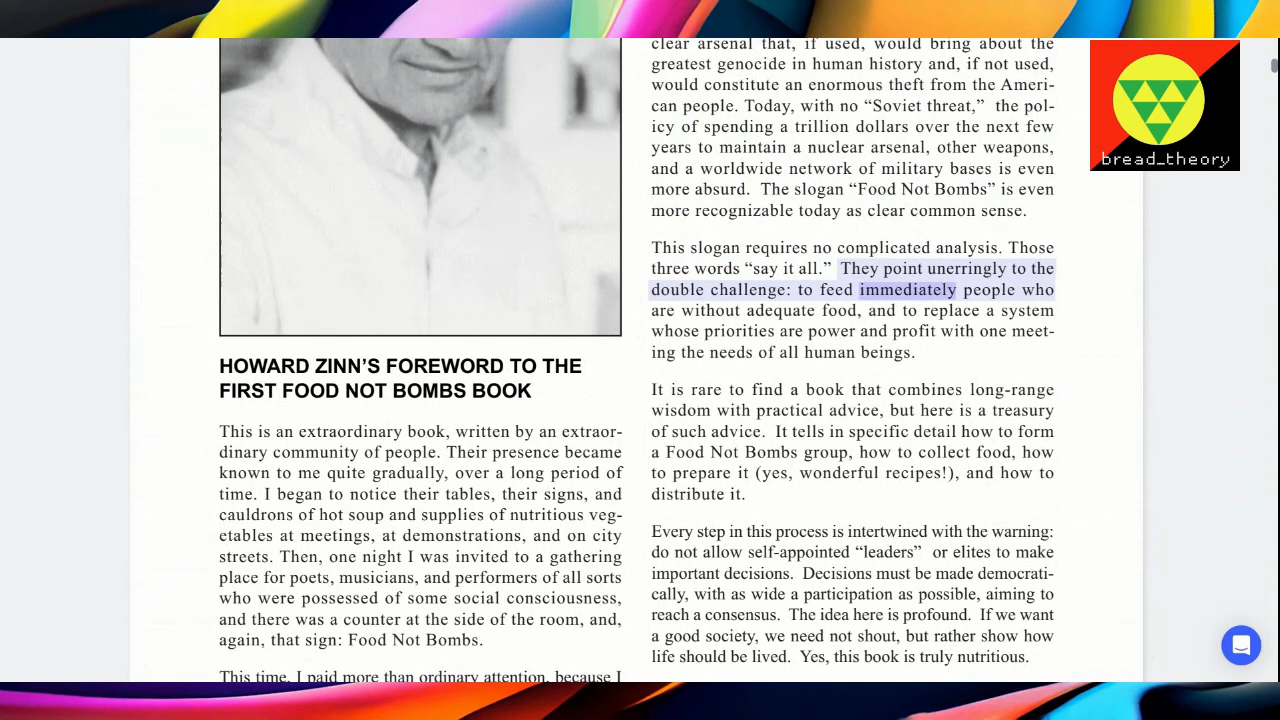 HOWARD ZINN’S FOREWORD TO THE
FIRST FOOD NOT BOMBS BOOK
This is an extraordinary book, written by an extraor-
dinary community of people. Their presence became
known to me quite gradually, over a long period of
time. I began to notice their tables, their signs, and
cauldrons of hot soup and supplies of nutritious veg-
etables at meetings, at demonstrations, and on city
streets. Then, one night I was invited to a gathering
place for poets, musicians, and performers of all sorts
who were possessed of some social consciousness,
and there was a counter at the side of the room, and,
again, that sign: Food Not Bombs.
This time, I paid more than ordinary attention, because I
clear arsenal that, if used, would bring about the
greatest genocide in human history and, if not used,
would constitute an enormous theft from the Ameri-
can people. Today, with no “Soviet threat,” the pol-
icy of spending a trillion dollars over the next few
years to maintain a nuclear arsenal, other weapons,
and a worldwide network of military bases is even
more absurd. The slogan “Food Not Bombs” is even
more recognizable today as clear common sense.
This slogan requires no complicated analysis. Those
three words “say it all.” They point unerringly to the
double challenge: to feed immediately people who
are without adequate food, and to replace a system
whose priorities are power and profit with one meet-
ing the needs of all human beings.
It is rare to find a book that combines long-range
wisdom with practical advice, but here is a treasury
of such advice. It tells in specific detail how to form
a Food Not Bombs group, how to collect food, how
to prepare it (yes, wonderful recipes!), and how to
distribute it.
Every step in this process is intertwined with the warning:
do not allow self-appointed “leaders” or elites to make
important decisions. Decisions must be made democrati-
cally, with as wide a participation as possible, aiming to
reach a consensus. The idea here is profound. If we want
a good society, we need not shout, but rather show how
life should be lived. Yes, this book is truly nutritious.
bread_theory